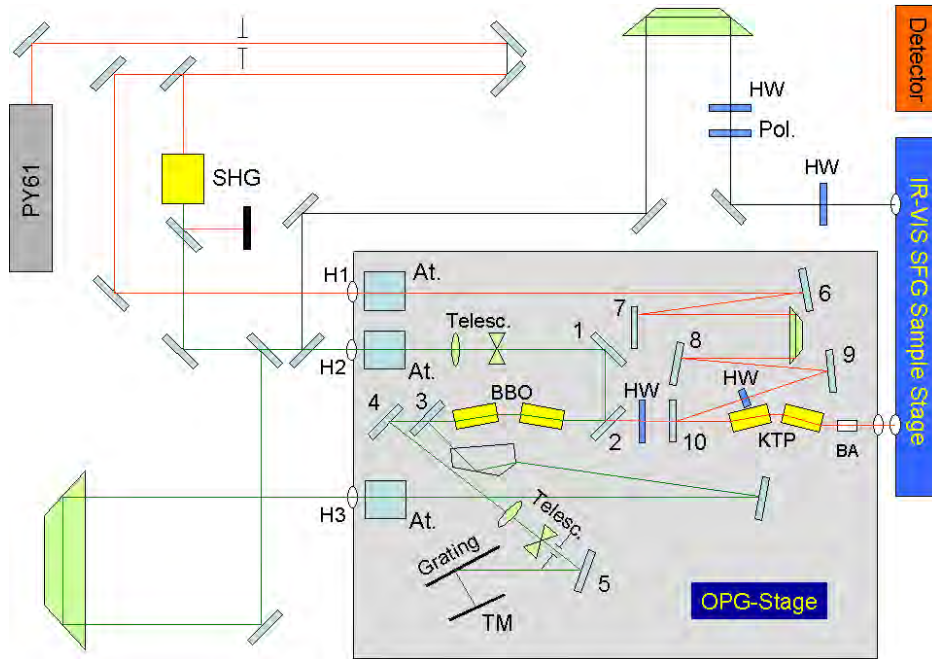 PY61
SHG
HW
Pol.
HW
Detector
IR-VIS SFG Sample Stage
H1
At.
6
7
Telesc.
1
8
9
H2
At.
HW
4
3
BBO
HW
2
10
KTP
BA
H3
At.
Telesc.
Grating
5
TM
OPG-Stage